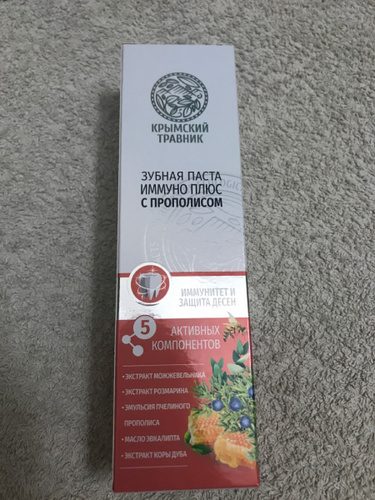 КРЫМСКИЙ
ТРАВНИК
ЗУБНАЯ ПАСТА
ИММУНО ПЛЮС
С ПРОПОЛИСОМ
ИММУНИТЕТ И
ЗАЩИТА ДЕСЕН
5 АКТИВНЫХ
КОМПОНЕНТОВ
• ЭКСТРАКТ МОЖЖЕВЕЛЬНИКА
• ЭКСТРАКТ РОЗМАРИНА
• ЭМУЛЬСИЯ ПЧЕЛИНОГО
ПРОПОЛИСА
• МАСЛО ЭВКАЛИПТА
• ЭКСТРАКТ КОРЫ ДУБА